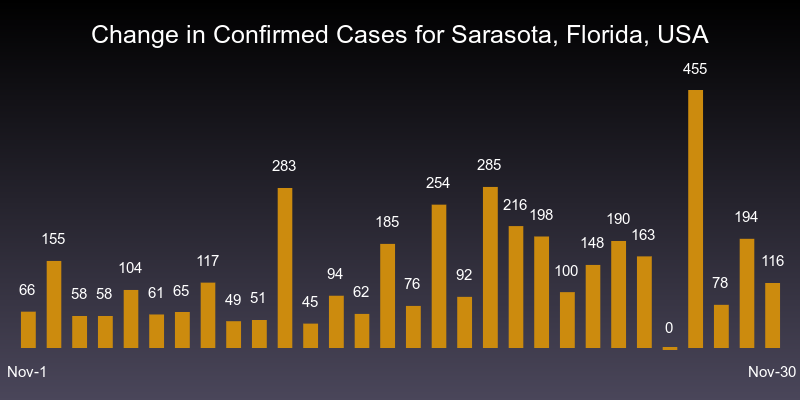 Change in Confirmed Cases for Sarasota, Florida, USA
66 155 58 58 104 61 65 117 49 51 283 45 94 62 185 76 254 92 285 216 198 100 148 190 163 0 455 78 194 116
Nov-1 Nov-30